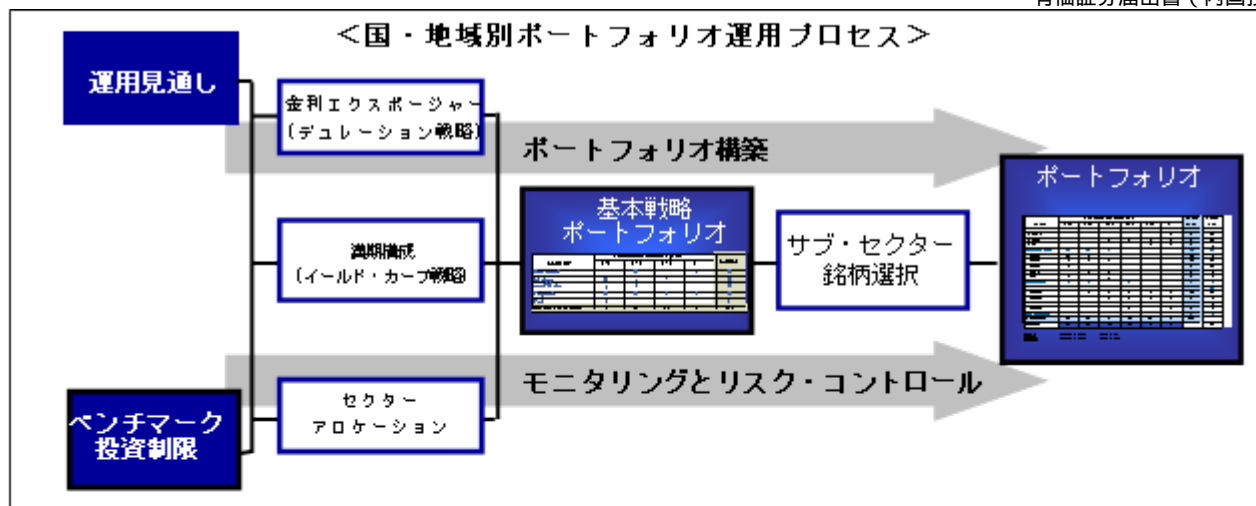 有価証券届出書(内国投
＜国・地域別ポートフォリオ運用プロセス＞
運用見通し
金利エクスポージャー
(デュレーション戦略)
ポートフォリオ構築
満期構成
(イールド・カーブ戦略)
基本戦略
ポートフォリオ
サブ・セクター
銘柄選択
ポートフォリオ
ベンチマーク
投資制限
セクター
アロケーション
モニタリングとリスク・コントロール